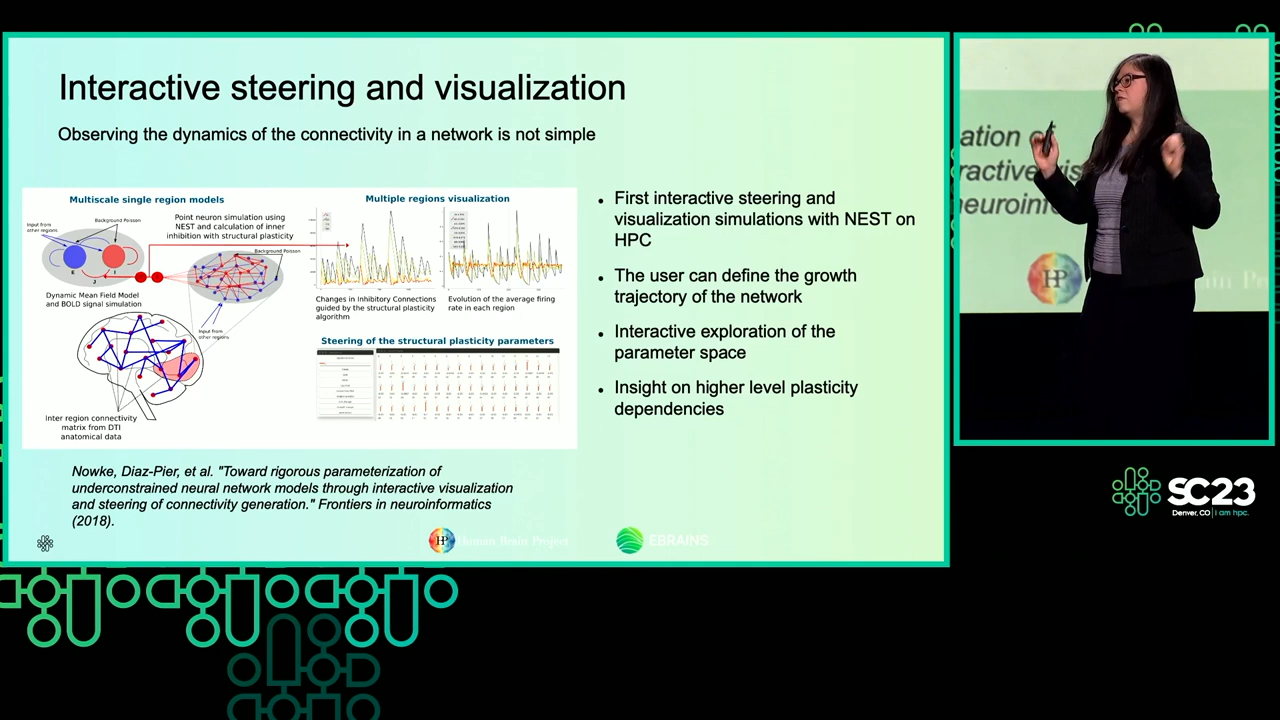 Interactive steering and visualization
Observing the dynamics of the connectivity in a network is not simple
Multiscale single region models
Background Poisson
Input from
other regions
E
I
J
Point neuron simulation using
NEST and calculation of inner
inhibition with structural plasticity
Background Poisson
Dynamic Mean Field Model
and BOLD signal simulation
Input from
other regions
Inter region connectivity
matrix from DTI
anatomical data
Multiple regions visualization
Changes in Inhibitory Connections
guided by the structural plasticity
algorithm
Evolution of the average firing
rate in each region
Steering of the structural plasticity parameters
• First interactive steering and
visualization simulations with NEST on
HPC
• The user can define the growth
trajectory of the network
• Interactive exploration of the
parameter space
• Insight on higher level plasticity
dependencies
Nowke, Diaz-Pier, et al. "Toward rigorous parameterization of
underconstrained neural network models through interactive visualization
and steering of connectivity generation." Frontiers in neuroinformatics
(2018).
HP Human Brain Project
EBRAINS
ation of
ractive vis
neuroinfo
HP
SC23
Denver, CO | i am hpc.